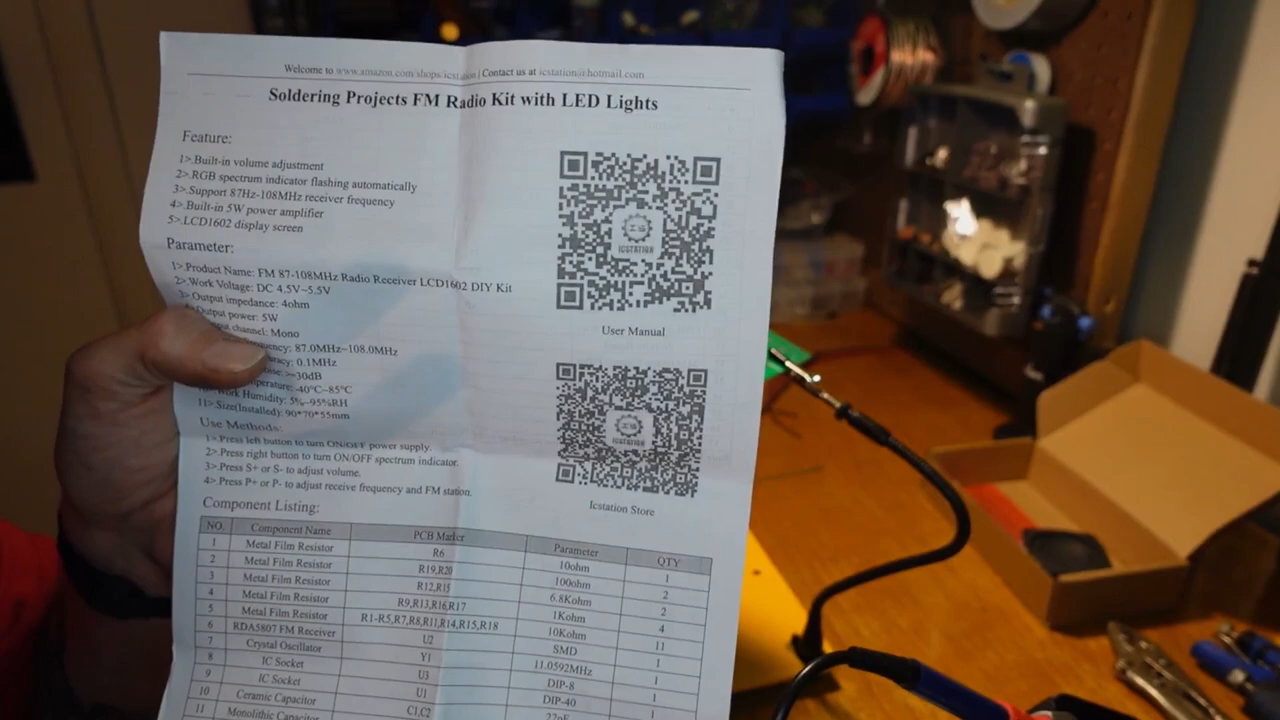 Welcome to www.amazon.com/shops/icstation | Contact us at icstation@hotmail.com
Soldering Projects FM Radio Kit with LED Lights
Feature:
1>.Built-in volume adjustment
2>.RGB spectrum indicator flashing automatically
3>.Support 87Hz-108MHz receiver frequency
4>.Built-in 5W power amplifier
5>.LCD1602 display screen
Parameter:
1>.Product Name: FM 87-108MHz Radio Receiver LCD1602 DIY Kit
2>.Work Voltage: DC 4.5V~5.5V
3>.Output impedance: 4ohm
Output power: 5W
channel: Mono
87.0MHz~108.0MHz
0.1MHz
>=30dB
-40℃~85℃
Work Humidity: 5%~95%RH
11>.Size(Installed): 90*70*55mm
Use Methods:
1>.Press left button to turn ON/OFF power supply.
2>.Press right button to turn ON/OFF spectrum indicator.
3>.Press S+ or S- to adjust volume.
4>.Press P+ or P- to adjust receive frequency and FM station.
ICSTATION
User Manual
ICSTATION
Icstation Store
Component Listing:
NO. Component Name PCB Marker Parameter QTY
1 Metal Film Resistor R6 10ohm 1
2 Metal Film Resistor R19,R20 100ohm 2
3 Metal Film Resistor R12,R15 6.8Kohm 2
4 Metal Film Resistor R9,R13,R16,R17 1Kohm 4
5 Metal Film Resistor R1-R5,R7,R8,R11,R14,R15,R18 10Kohm 11
6 RDA5807 FM Receiver U2 SMD 1
7 Crystal Oscillator Y1 11.0592MHz 1
8 IC Socket U3 DIP-8 1
9 IC Socket U1 DIP-40 1
10 Ceramic Capacitor C1,C2
11 Monolithic Capacitor